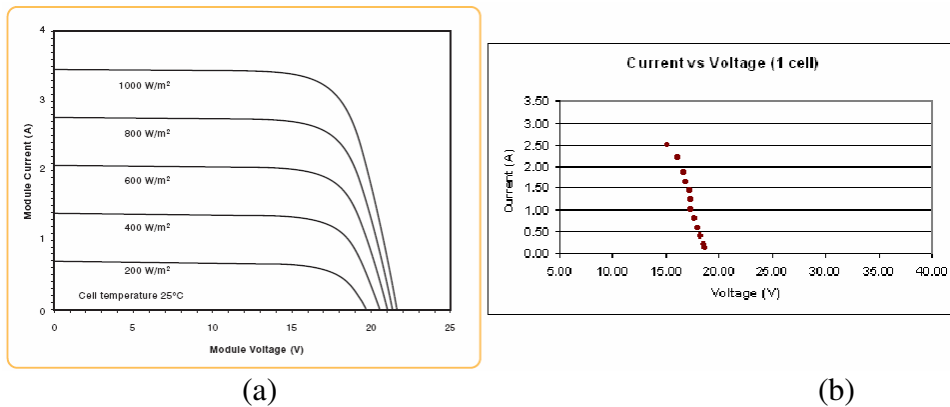 4
3
2
1
0
Module Current (A)
1000 W/m²
800 W/m²
600 W/m²
400 W/m²
200 W/m²
Cell temperature 25°C
0 5 10 15 20 25
Module Voltage (V)
(a)
Current vs Voltage (1 cell)
3.50
3.00
2.50
2.00
1.50
1.00
0.50
0.00
Current (A)
5.00 10.00 15.00 20.00 25.00 30.00 35.00 40.00
Voltage (V)
(b)